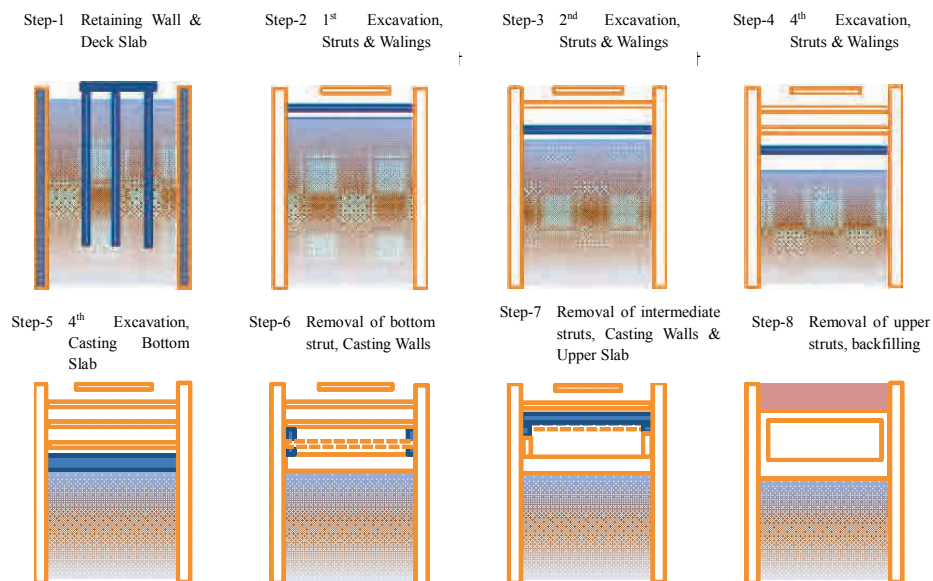 Step-1 Retaining Wall &
Deck Slab
Step-2 1st Excavation,
Struts & Walings
Step-3 2nd Excavation,
Struts & Walings
Step-4 4th Excavation,
Struts & Walings
Step-5 4th Excavation,
Casting Bottom
Slab
Step-6 Removal of bottom
strut, Casting Walls
Step-7 Removal of intermediate
struts, Casting Walls &
Upper Slab
Step-8 Removal of upper
struts, backfilling